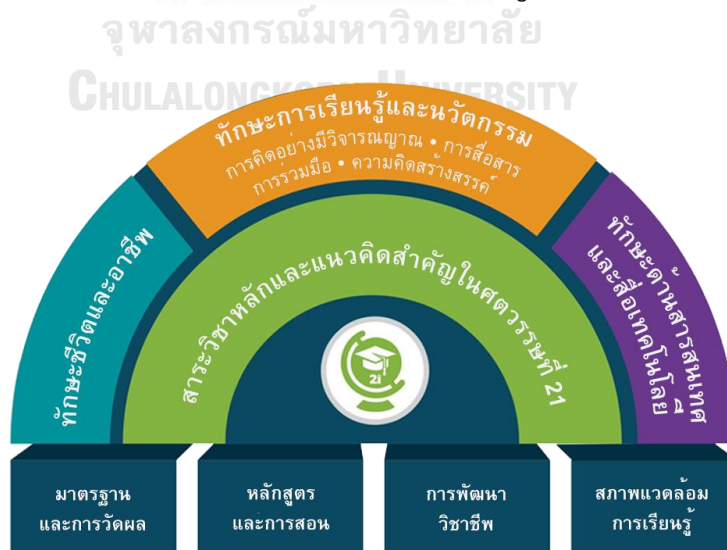 จุฬาลงกรณ์มหาวิทยาลัย
CHULALONGKORN UNIVERSITY
ทักษะการเรียนรู้และนวัตกรรม
การคิดอย่างมีวิจารณญาณ • การสื่อสาร
การร่วมมือ • ความคิดสร้างสรรค์
ทักษะชีวิตและอาชีพ
สาระวิชาหลักและแนวคิดสำคัญในศตวรรษที่ 21
ทักษะด้านสารสนเทศ
และสื่อเทคโนโลยี
21
มาตรฐาน
และการวัดผล
หลักสูตร
และการสอน
การพัฒนา
วิชาชีพ
สภาพแวดล้อม
การเรียนรู้